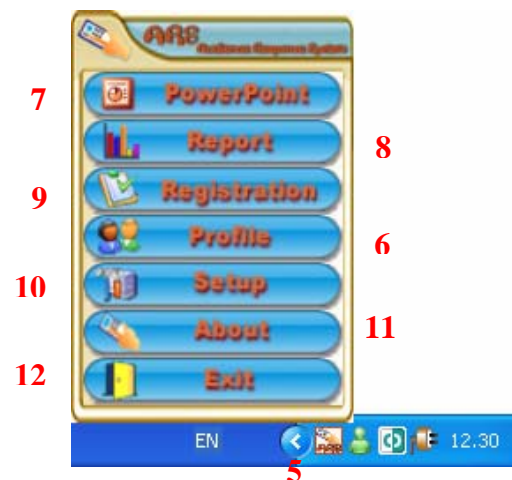 ARS
Audience Response System
7 PowerPoint
Report 8
9 Registration
Profile 6
10 Setup
About 11
12 Exit
EN ARS 12.30
5